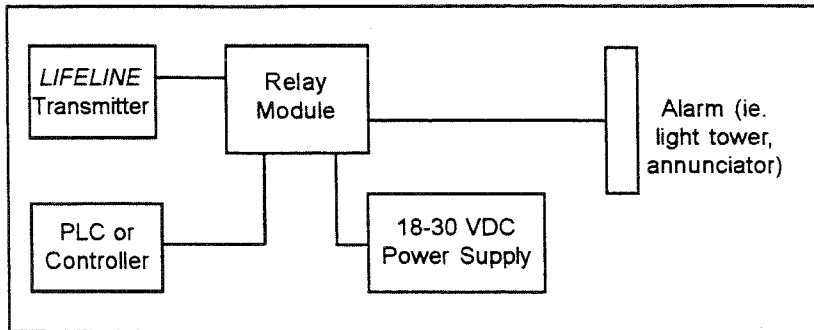 LIFELINE
Transmitter
Relay
Module
Alarm (ie.
light tower,
annunciator)
PLC or
Controller
18-30 VDC
Power Supply